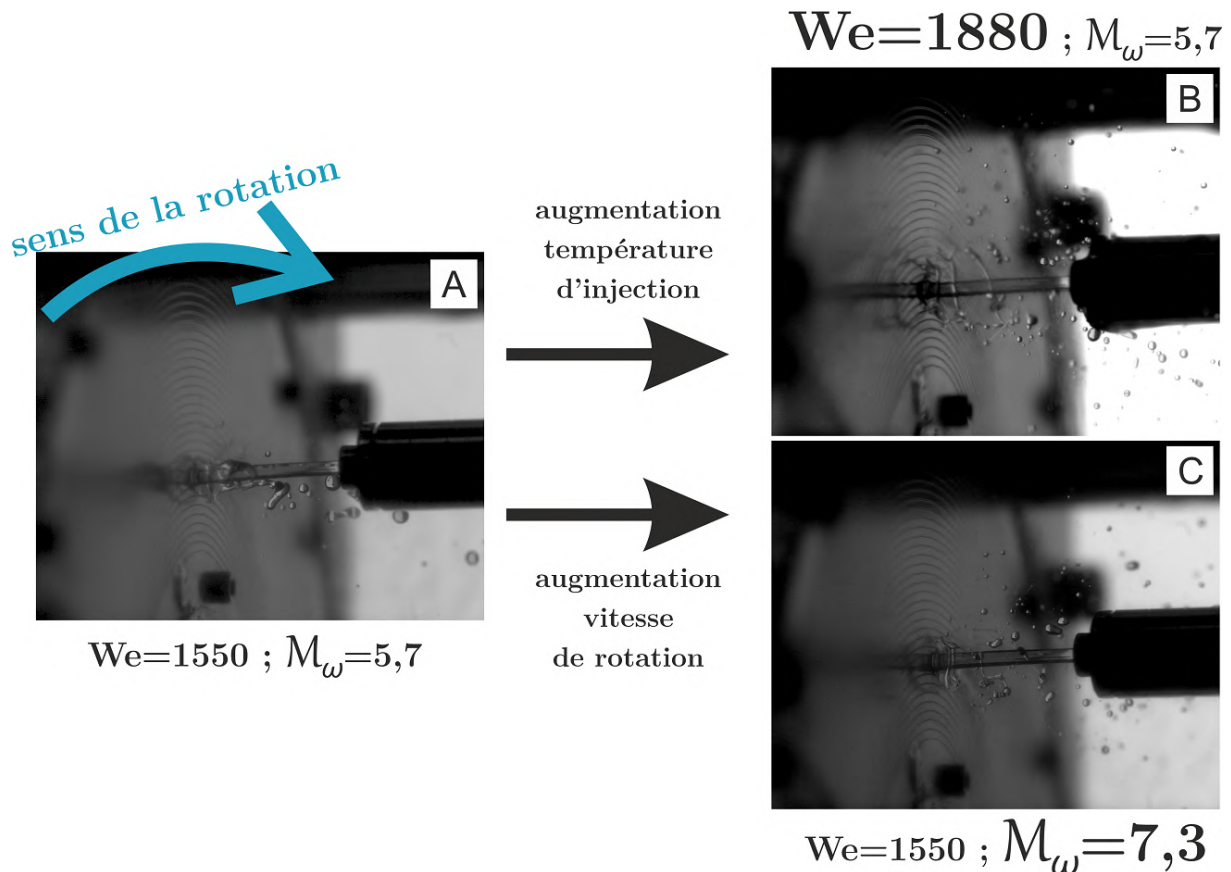 We=1880 ; Mω=5,7
B
sens de la rotation
A
augmentation
température
d'injection
C
augmentation
vitesse
de rotation
We=1550 ; Mω=5,7
We=1550 ; Mω=7,3